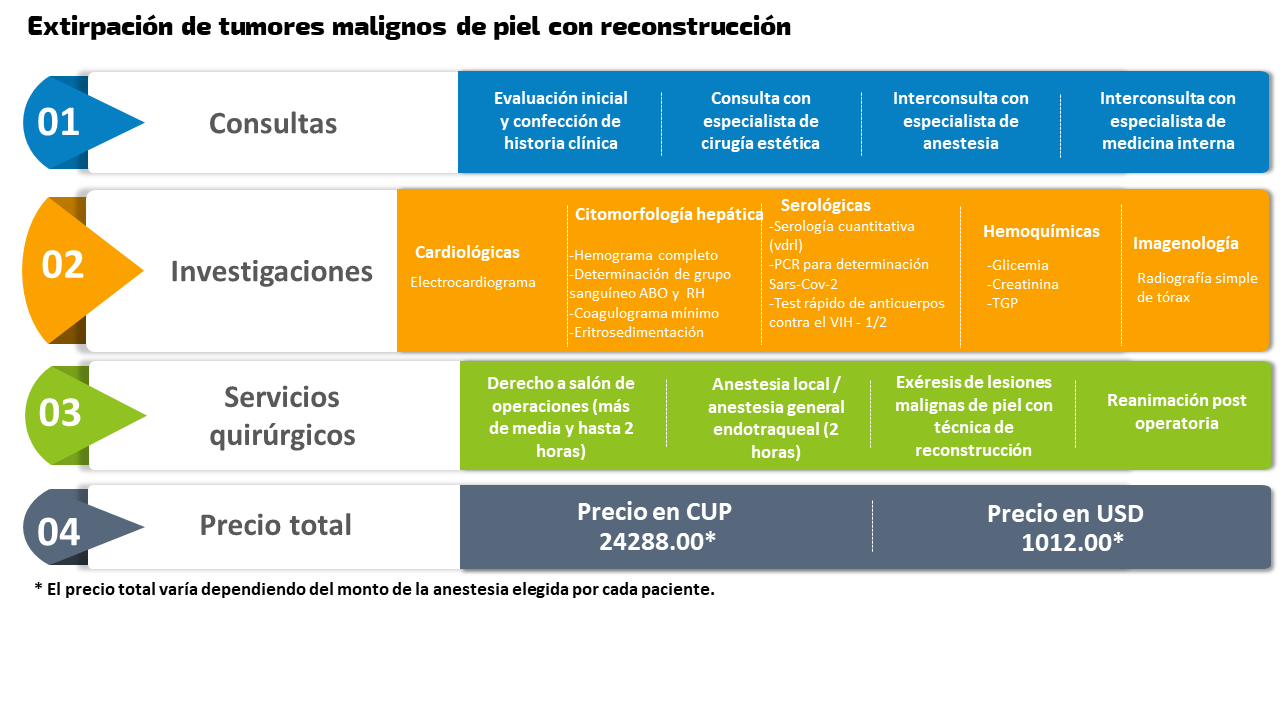 Extirpación de tumores malignos de piel con reconstrucción
01
Consultas
Evaluación inicial
y confección de
historia clínica
Consulta con
especialista de
cirugía estética
Interconsulta con
especialista de
anestesia
Interconsulta con
especialista de
medicina interna
02
Investigaciones
Cardiológicas
Electrocardiograma
Citomorfología hepática
-Hemograma completo
-Determinación de grupo
sanguíneo ABO y RH
-Coagulograma mínimo
-Eritrosedimentación
Serológicas
-Serología cuantitativa
(vdrl)
-PCR para determinación
Sars-Cov-2
-Test rápido de anticuerpos
contra el VIH - 1/2
Hemoquímicas
-Glicemia
-Creatinina
-TGP
Imagenología
Radiografía simple
de tórax
03
Servicios
quirúrgicos
Derecho a salón de
operaciones (más
de media y hasta 2
horas)
Anestesia local /
anestesia general
endotraqueal (2
horas)
Exéresis de lesiones
malignas de piel con
técnica de
reconstrucción
Reanimación post
operatoria
04
Precio total
Precio en CUP
24288.00*
Precio en USD
1012.00*
* El precio total varía dependiendo del monto de la anestesia elegida por cada paciente.